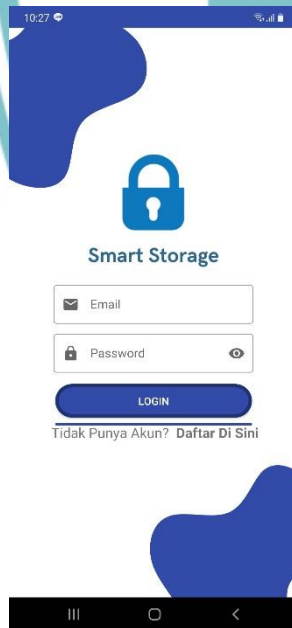 10:27
Smart Storage
Email
Password
LOGIN
Tidak Punya Akun? Daftar Di Sini